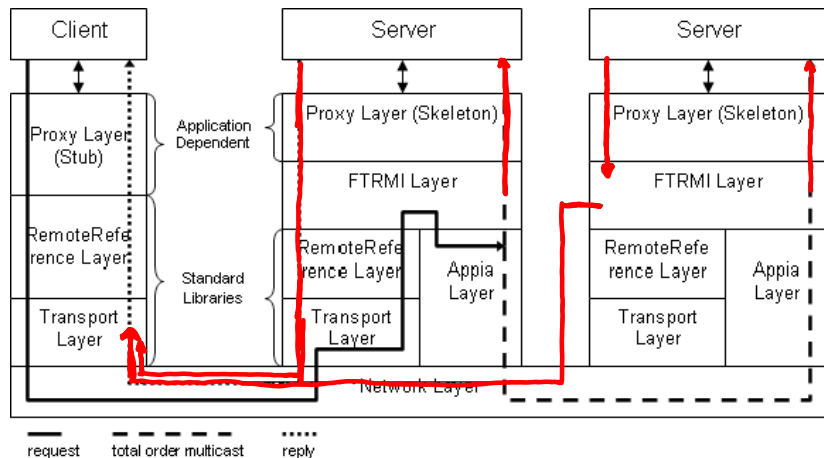 Client
Server
Server
Proxy Layer
(Stub)
Application
Dependent
Proxy Layer (Skeleton)
Proxy Layer (Skeleton)
FTRMI Layer
FTRMI Layer
RemoteRefe
rence Layer
Standard
Libraries
RemoteRefe
rence Layer
Appia
Layer
RemoteRefe
rence Layer
Appia
Layer
Transport
Layer
Transport
Layer
Transport
Layer
Network Layer
request
total order multicast
reply